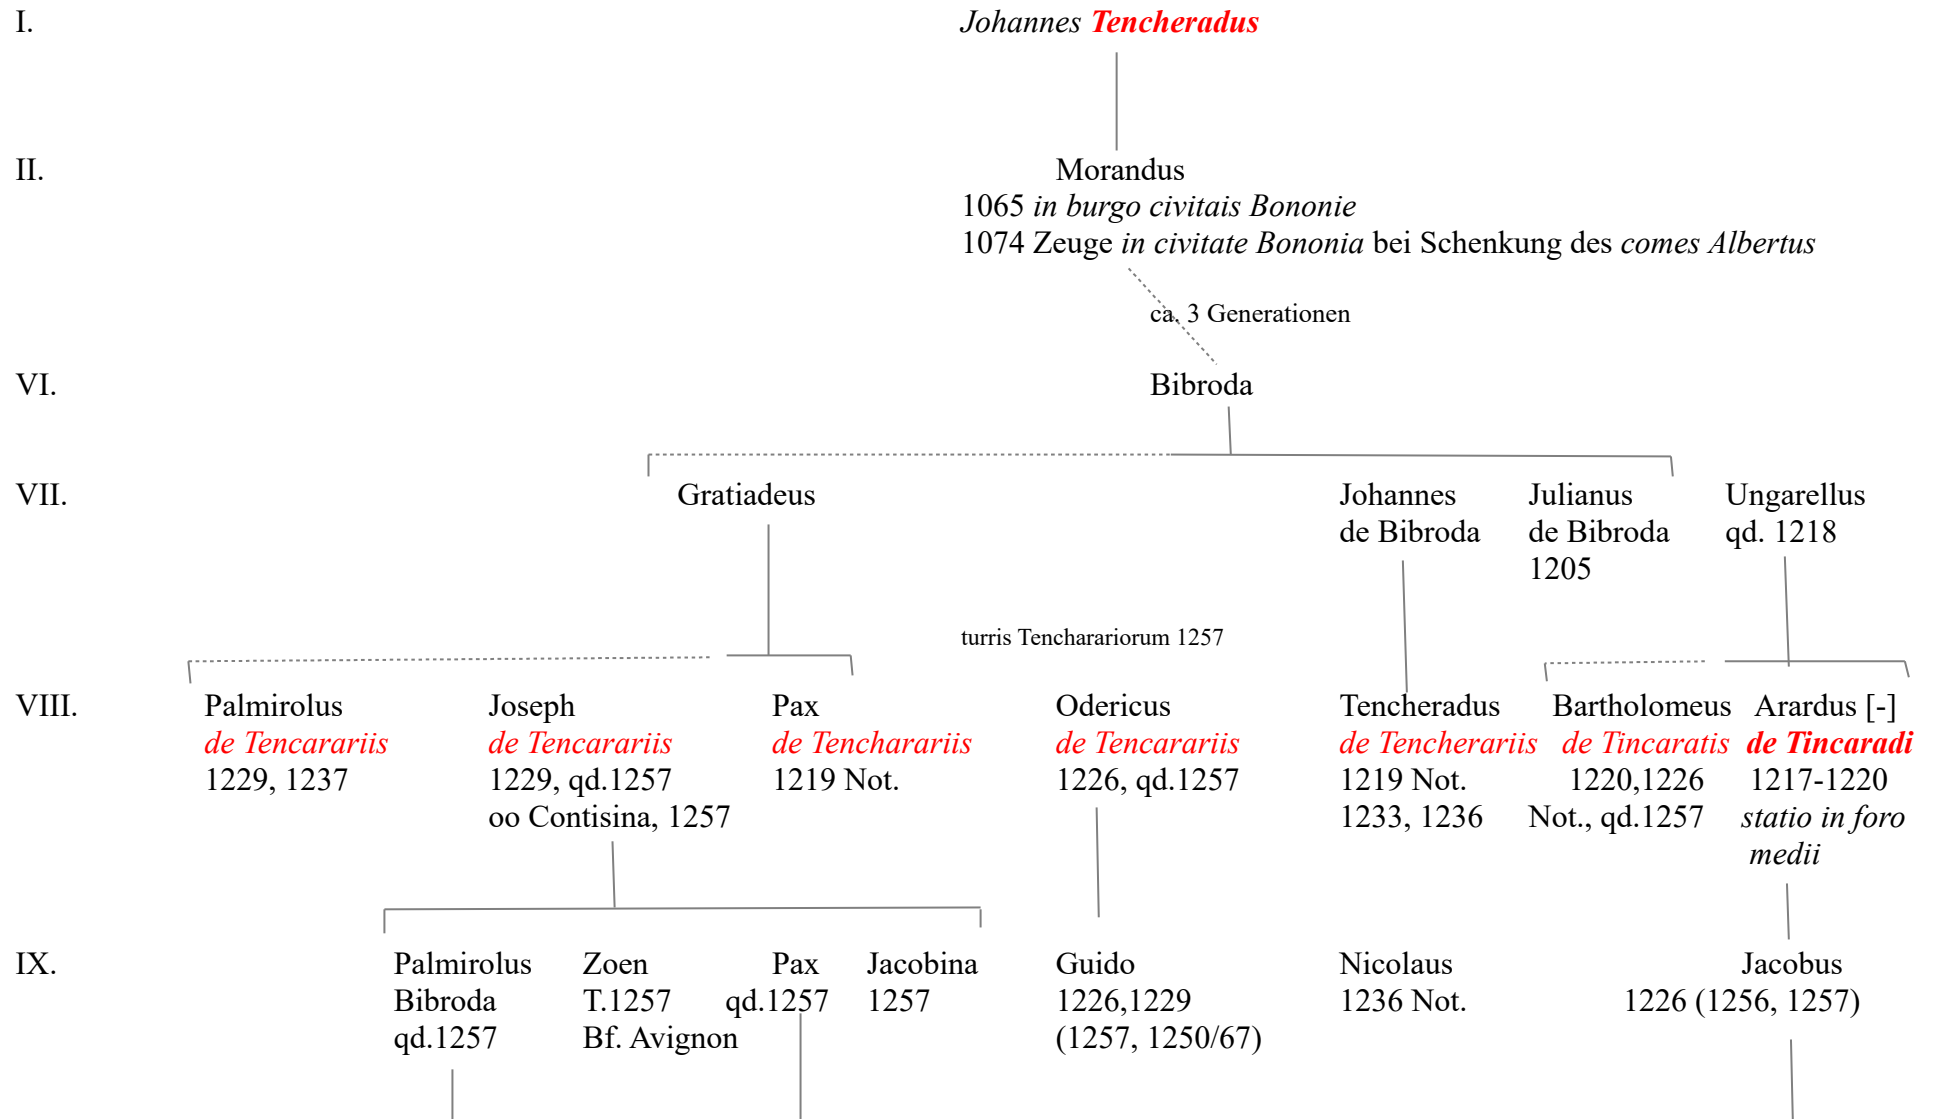 I. Johannes Tencheradus
II. Morandus
1065 in burgo civitais Bononie
1074 Zeuge in civitate Bononia bei Schenkung des comes Albertus
ca. 3 Generationen
VI. Bibroda
VII. Gratiadeus Johannes Julianus Ungarellus
de Bibroda de Bibroda qd. 1218
1205
turris Tencharariorum 1257
VIII. Palmirolus Joseph Pax Odericus Tencheradus Bartholomeus Arardus [-]
de Tencarariis de Tencarariis de Tencharariis de Tencarariis de Tencherariis de Tincaratis de Tincaradi
1229, 1237 1229, qd.1257 1219 Not. 1226, qd.1257 1219 Not. 1220,1226 1217-1220
oo Contisina, 1257 1233, 1236 Not., qd.1257 statio in foro
medii
IX. Palmirolus Zoen Pax Jacobina Guido Nicolaus Jacobus
Bibroda T.1257 qd.1257 1257 1226,1229 1236 Not. 1226 (1256, 1257)
qd.1257 Bf. Avignon (1257, 1250/67)